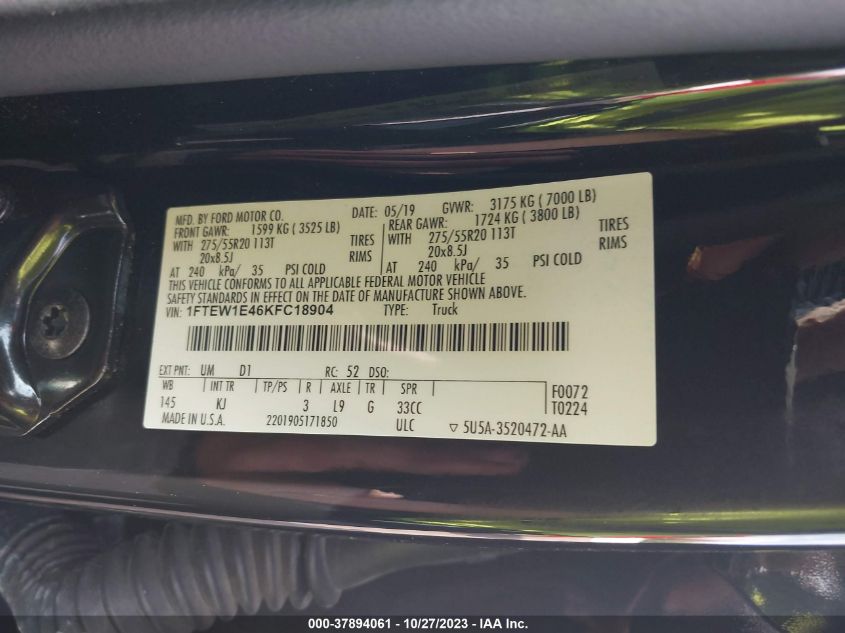 MFD. BY FORD MOTOR CO. DATE: 05/19 GVWR: 3175 KG ( 7000 LB)
FRONT GAWR: 1599 KG ( 3525 LB) REAR GAWR: 1724 KG ( 3800 LB)
WITH 275/55R20 113T TIRES WITH 275/55R20 113T TIRES
20x8.5J RIMS 20x8.5J RIMS
AT 240 kPa/ 35 PSI COLD AT 240 kPa/ 35 PSI COLD
THIS VEHICLE CONFORMS TO ALL APPLICABLE FEDERAL MOTOR VEHICLE
SAFETY STANDARDS IN EFFECT ON THE DATE OF MANUFACTURE SHOWN ABOVE.
VIN: 1FTEW1E46KFC18904 TYPE: Truck
EXT PNT: UM D1 RC: 52 DSO:
WB INT TR TP/PS R AXLE TR SPR F0072
145 KJ 3 L9 G 33CC T0224
MADE IN U.S.A. 2201905171850 ULC ▽ 5U5A-3520472-AA
000-37894061 - 10/27/2023 - IAA Inc.